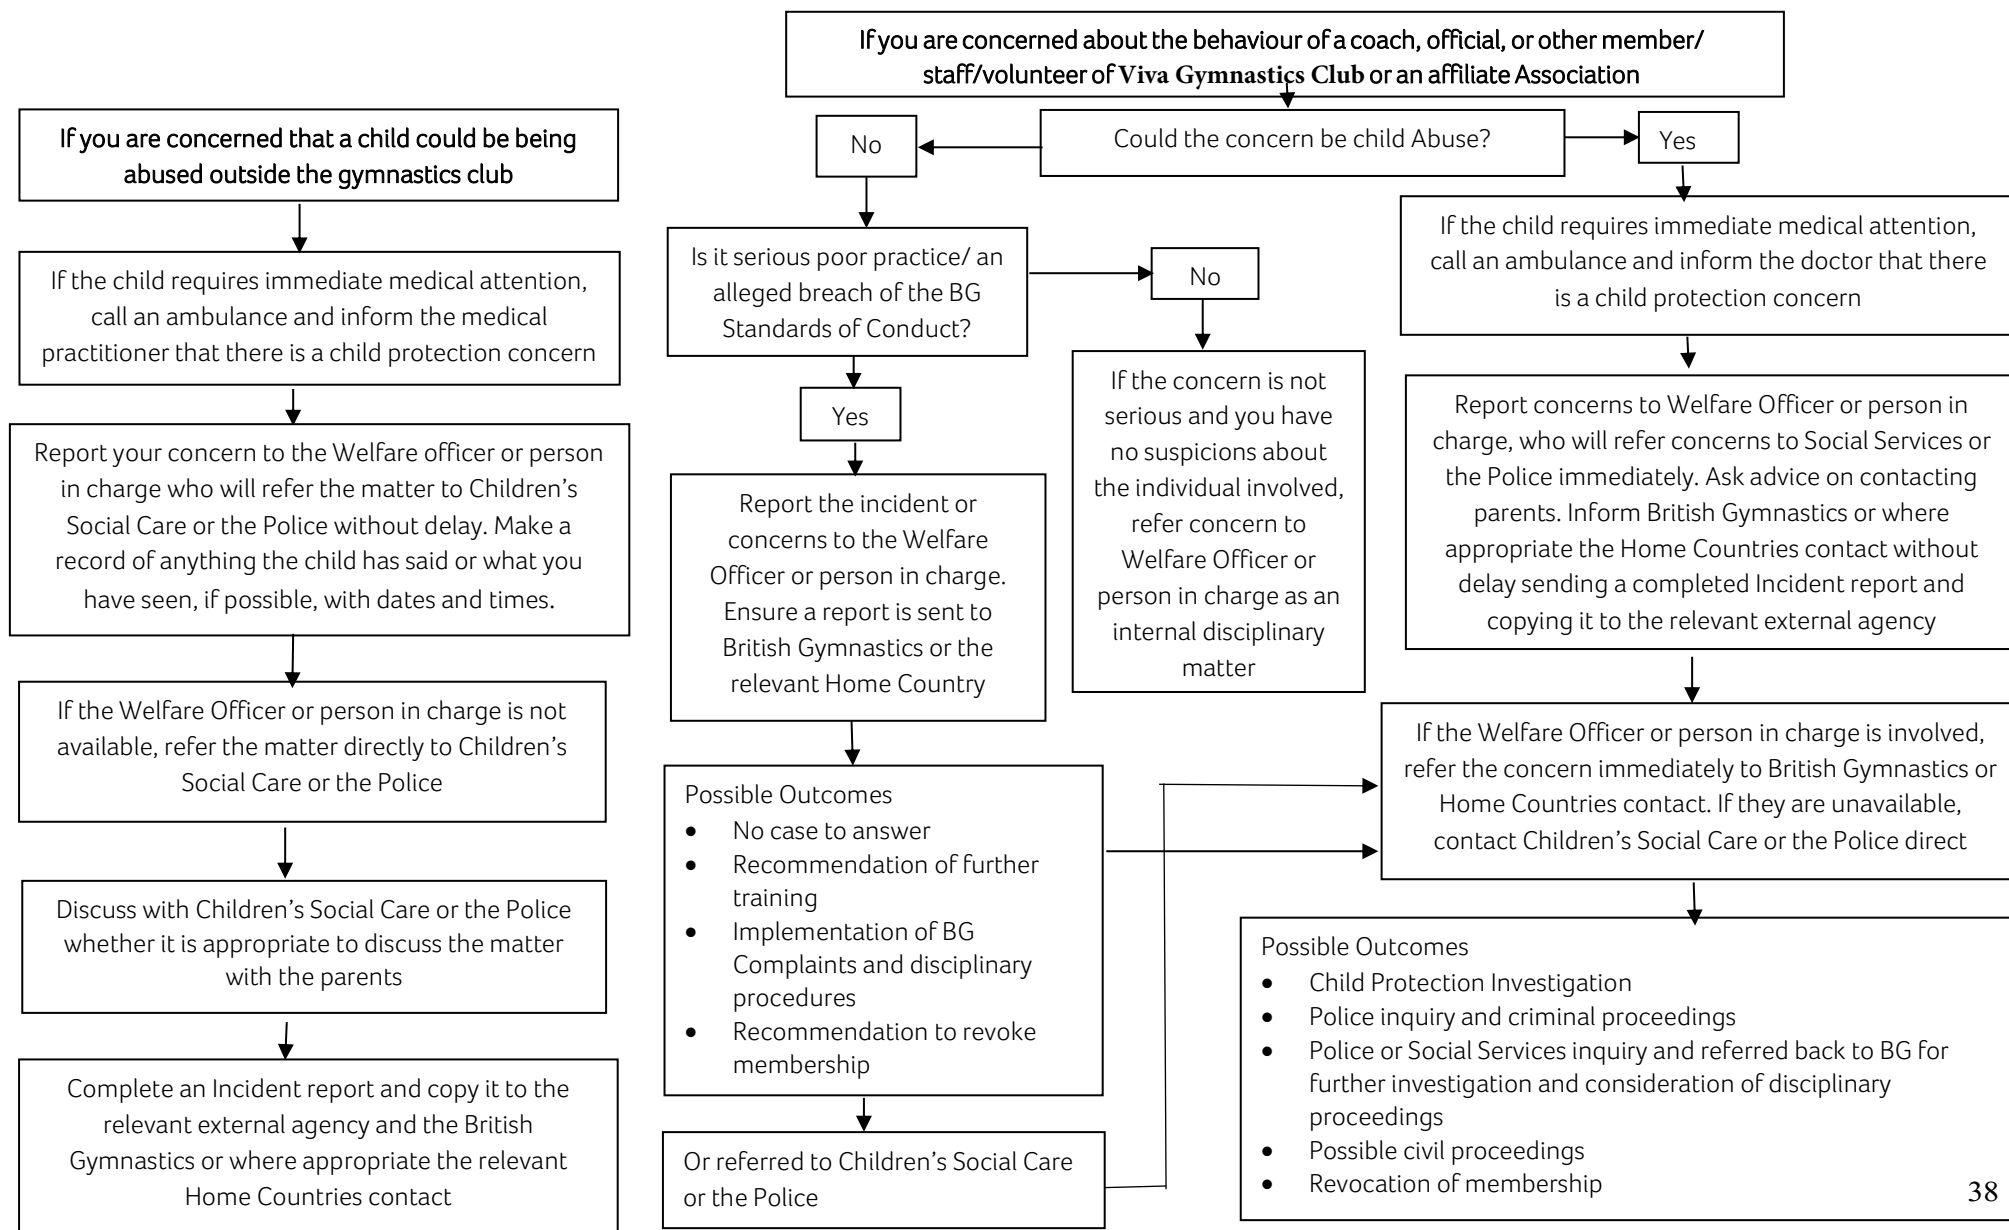 If you are concerned about the behaviour of a coach, official, or other member/
staff/volunteer of Viva Gymnastics Club or an affiliate Association
If you are concerned that a child could be being
abused outside the gymnastics club
If the child requires immediate medical attention,
call an ambulance and inform the medical
practitioner that there is a child protection concern
Report your concern to the Welfare officer or person
in charge who will refer the matter to Children's
Social Care or the Police without delay. Make a
record of anything the child has said or what you
have seen, if possible, with dates and times.
If the Welfare Officer or person in charge is not
available, refer the matter directly to Children's
Social Care or the Police
Discuss with Children's Social Care or the Police
whether it is appropriate to discuss the matter
with the parents
Complete an Incident report and copy it to the
relevant external agency and the British
Gymnastics or where appropriate the relevant
Home Countries contact
Could the concern be child Abuse?
No
Yes
Is it serious poor practice/ an
alleged breach of the BG
Standards of Conduct?
No
Yes
If the concern is not
serious and you have
no suspicions about
the individual involved,
refer concern to
Welfare Officer or
person in charge as an
internal disciplinary
matter
Report the incident or
concerns to the Welfare
Officer or person in charge.
Ensure a report is sent to
British Gymnastics or the
relevant Home Country
Possible Outcomes
• No case to answer
• Recommendation of further
training
• Implementation of BG
Complaints and disciplinary
procedures
• Recommendation to revoke
membership
Or referred to Children's Social Care
or the Police
If the child requires immediate medical attention,
call an ambulance and inform the doctor that there
is a child protection concern
Report concerns to Welfare Officer or person in
charge, who will refer concerns to Social Services or
the Police immediately. Ask advice on contacting
parents. Inform British Gymnastics or where
appropriate the Home Countries contact without
delay sending a completed Incident report and
copying it to the relevant external agency
If the Welfare Officer or person in charge is involved,
refer the concern immediately to British Gymnastics or
Home Countries contact. If they are unavailable,
contact Children's Social Care or the Police direct
Possible Outcomes
• Child Protection Investigation
• Police inquiry and criminal proceedings
• Police or Social Services inquiry and referred back to BG for
further investigation and consideration of disciplinary
proceedings
• Possible civil proceedings
• Revocation of membership
38